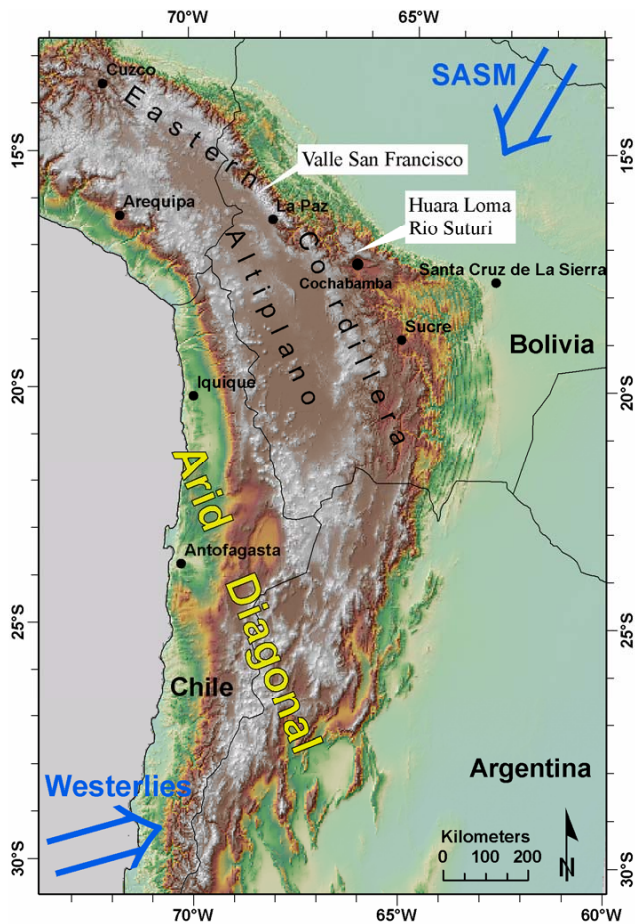 70°W
65°W
SASM
Cuzco
Eastern Cordillera
15°S
15°S
Valle San Francisco
Arequipa
La Paz
Huara Loma
Rio Suturi
Altiplano
Cochabamba
Santa Cruz de La Sierra
Sucre
Bolivia
20°S
20°S
Iquique
Arid Diagonal
Antofagasta
25°S
25°S
Chile
Argentina
Westerlies
Kilometers
0 100 200
N
30°S
30°S
70°W
65°W
60°W